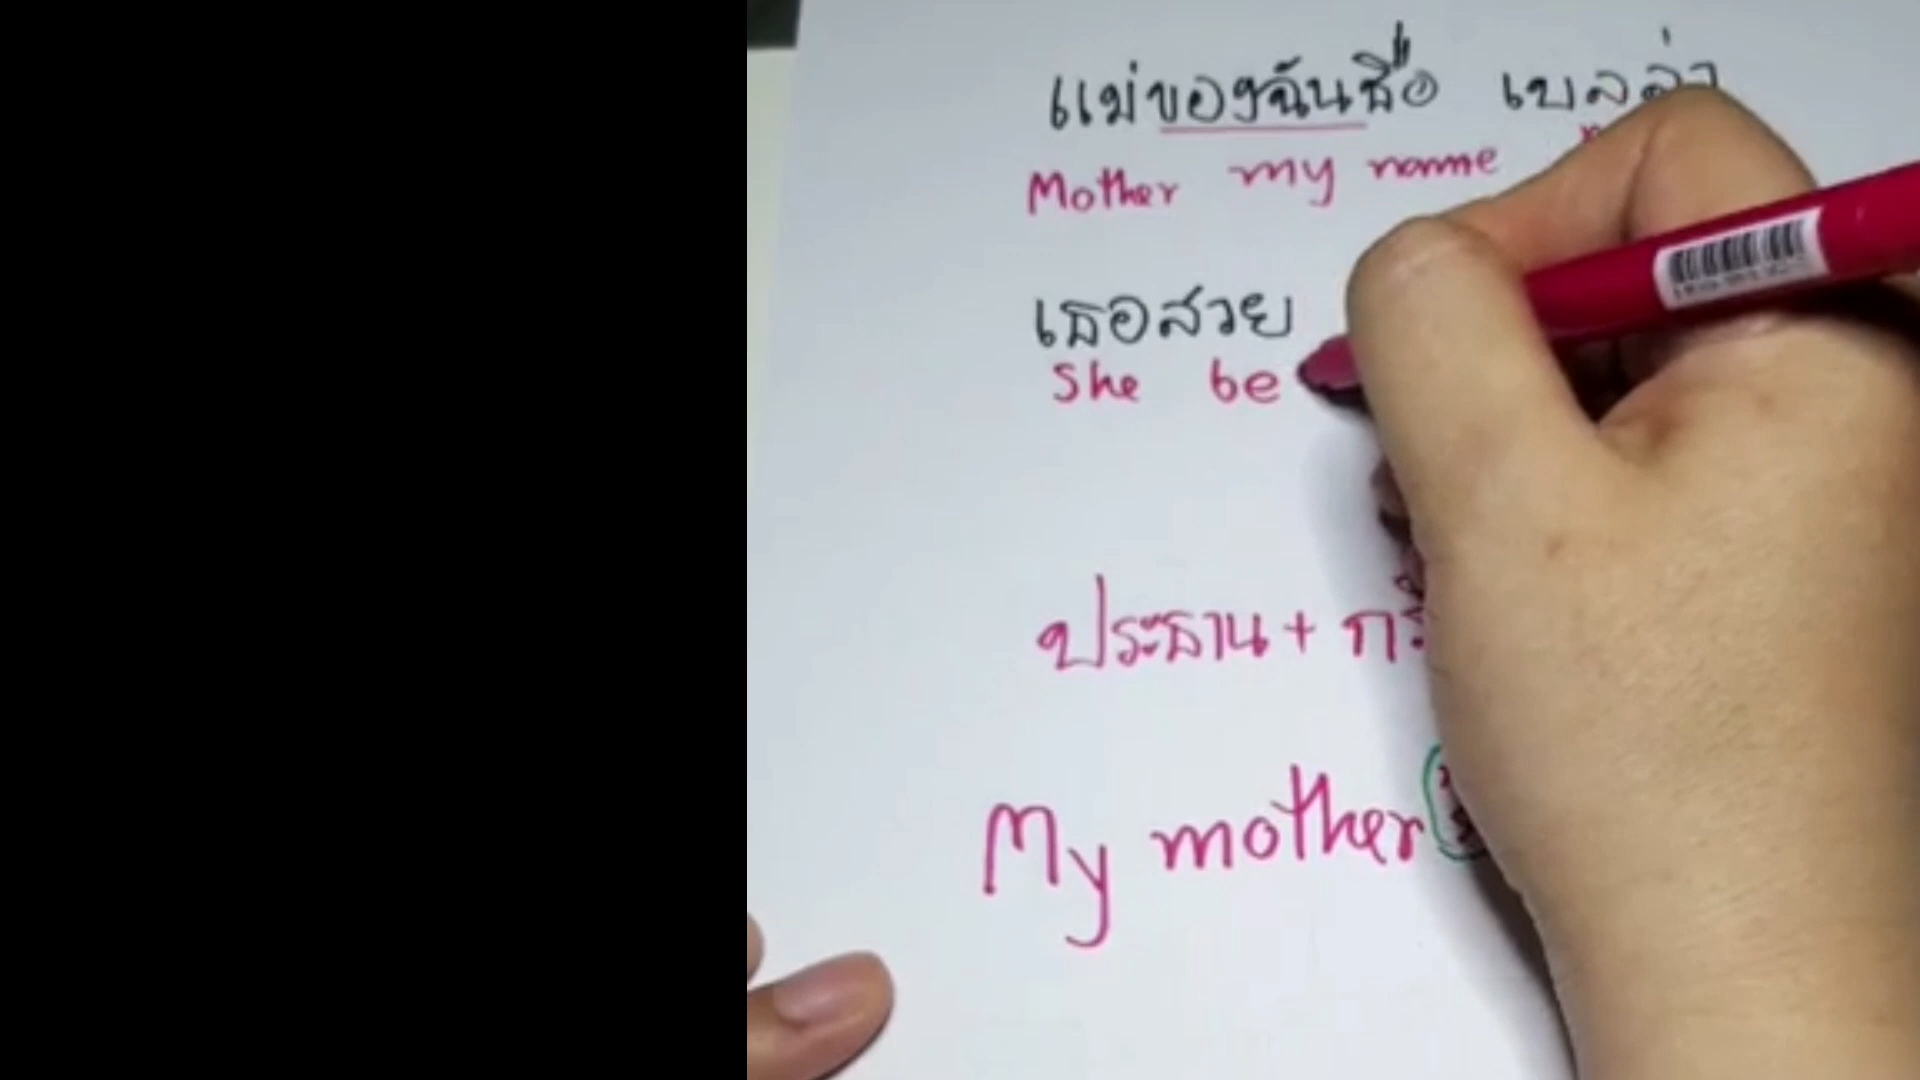 แม่ของฉันชื่อ เบลล่า
Mother my name
เธอสวย
She be
ประธาน + กริ
My mother